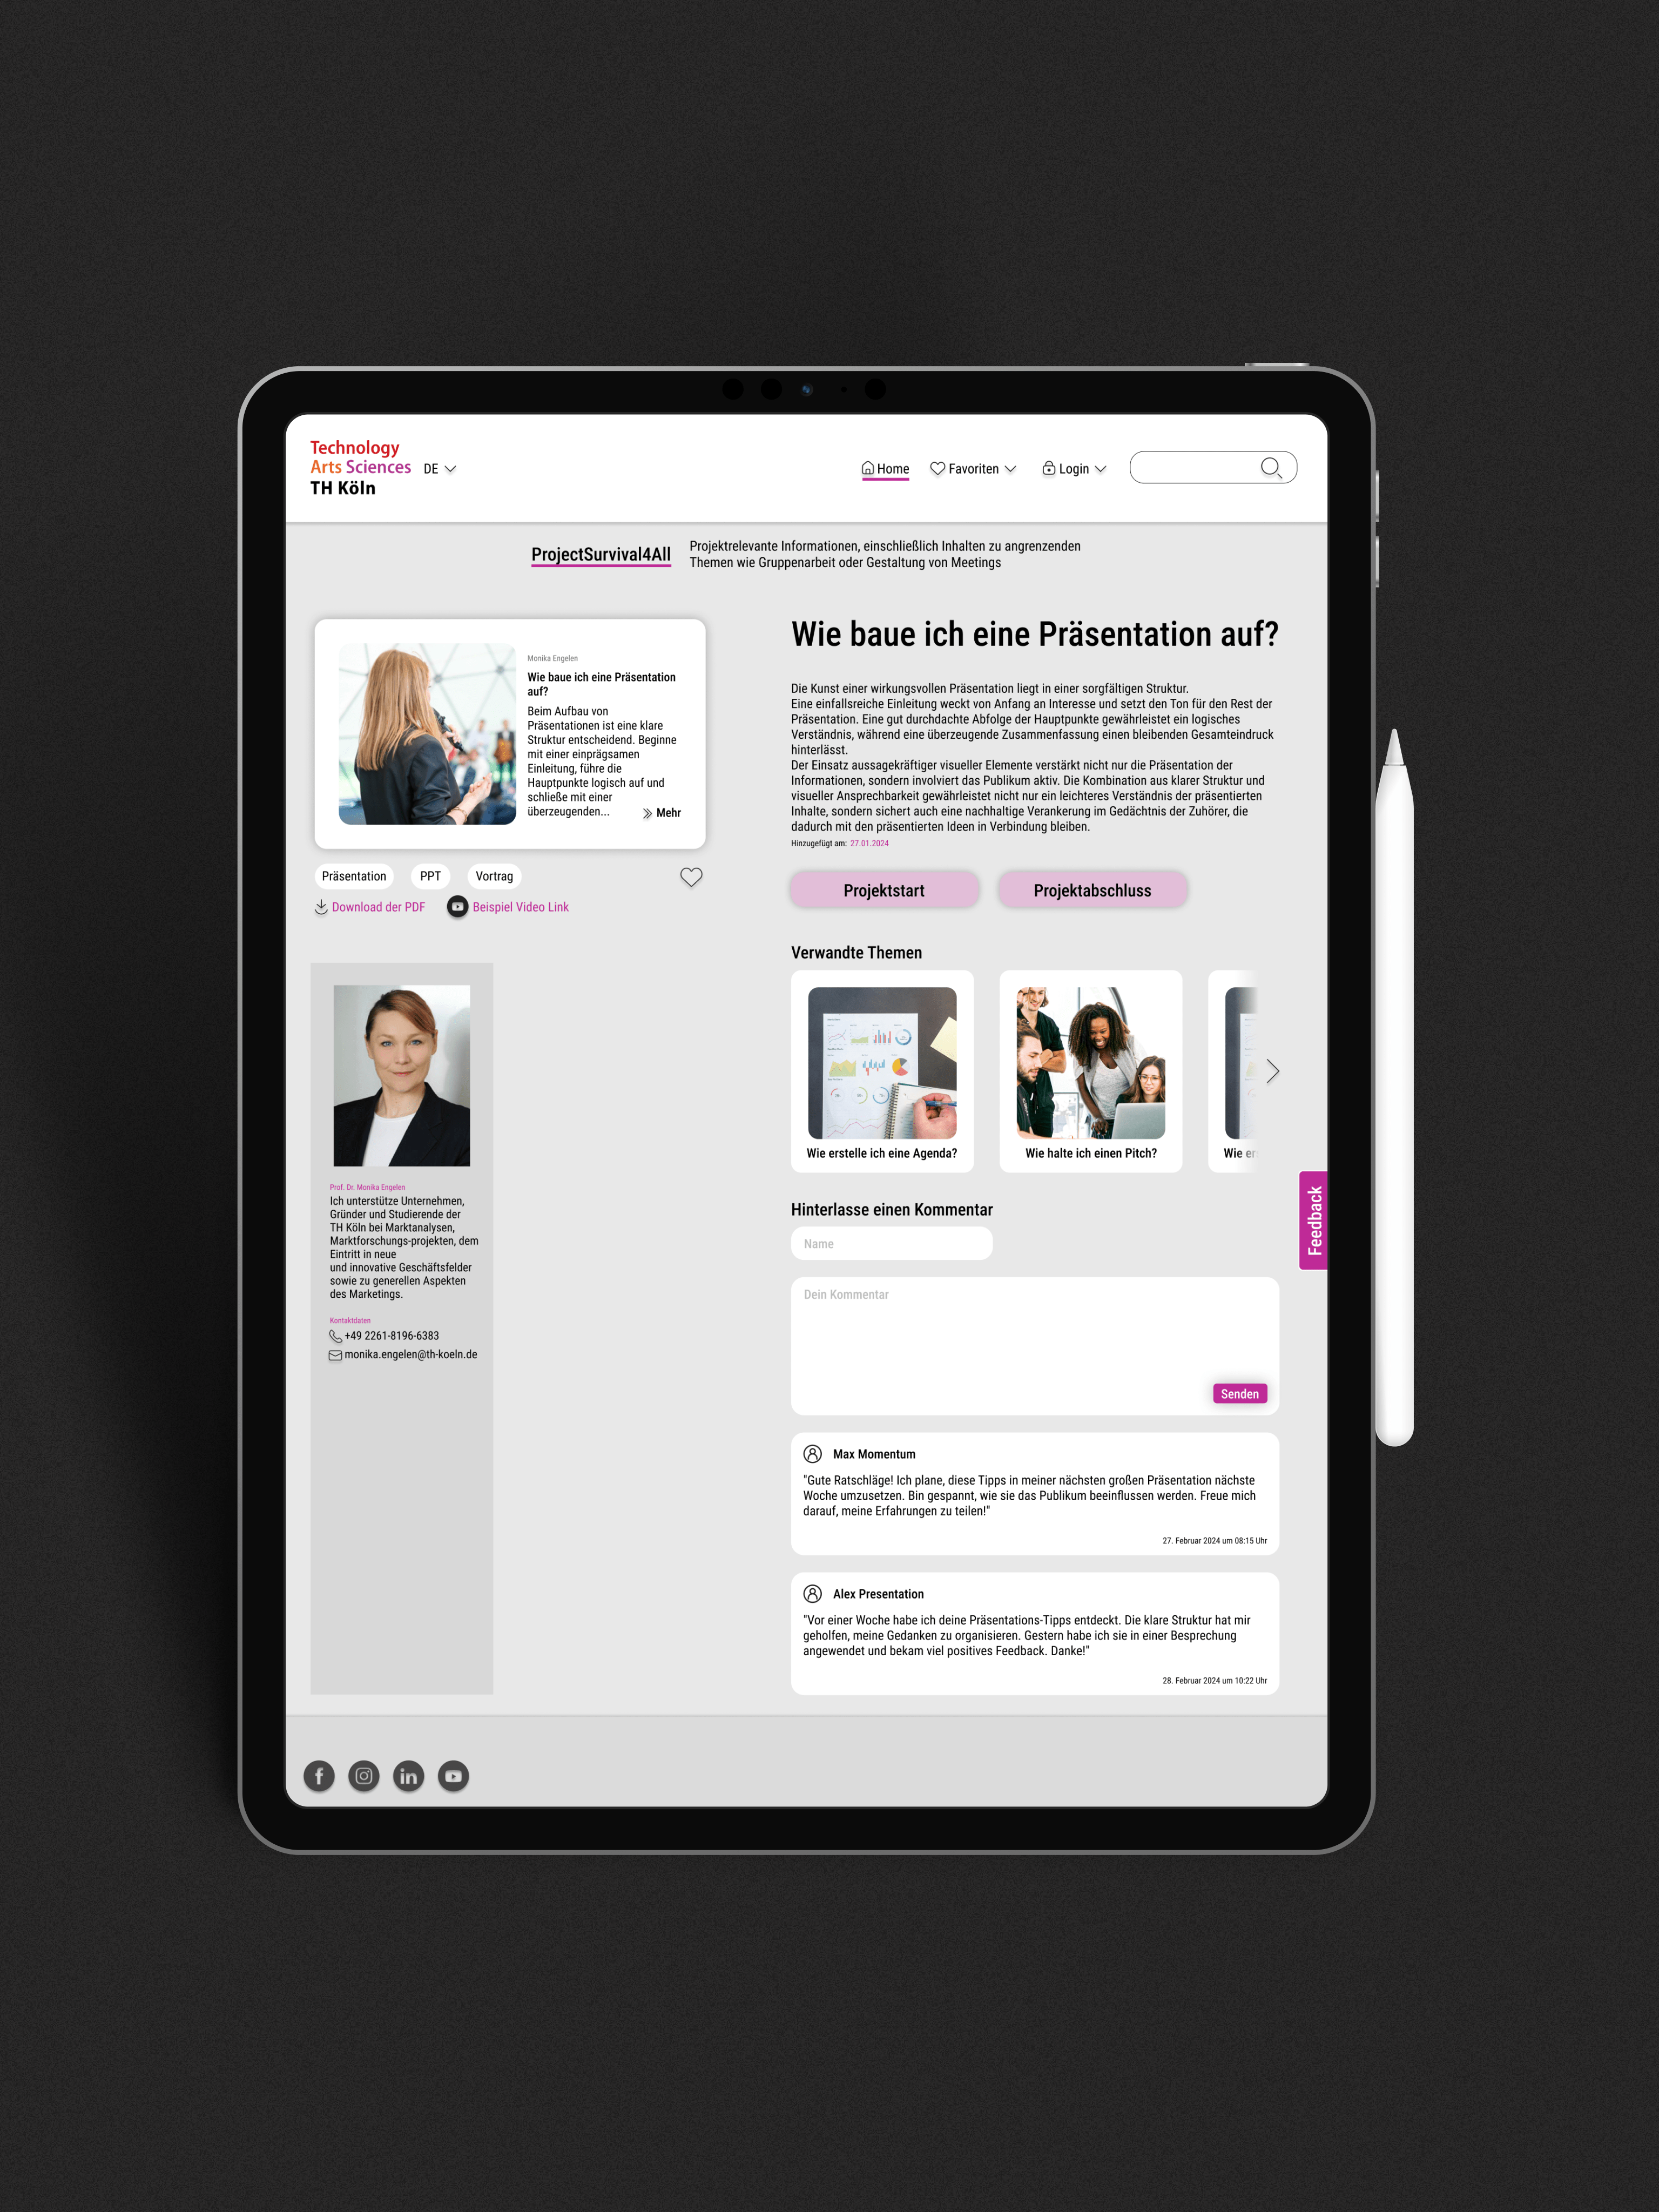 Technology
Arts Sciences
TH Köln
DE
Home
Favoriten
Login
ProjectSurvival4All
Projektrelevante Informationen, einschließlich Inhalten zu angrenzenden
Themen wie Gruppenarbeit oder Gestaltung von Meetings
Monika Engelen
Wie baue ich eine Präsentation
auf?
Beim Aufbau von
Präsentationen ist eine klare
Struktur entscheidend. Beginne
mit einer einprägsamen
Einleitung, führe die
Hauptpunkte logisch auf und
schließe mit einer
überzeugenden...
Mehr
Präsentation
PPT
Vortrag
Download der PDF
Beispiel Video Link
Prof. Dr. Monika Engelen
Ich unterstütze Unternehmen,
Gründer und Studierende der
TH Köln bei Marktanalysen,
Marktforschungs-projekten, dem
Eintritt in neue
und innovative Geschäftsfelder
sowie zu generellen Aspekten
des Marketings.
Kontaktdaten
+49 2261-8196-6383
monika.engelen@th-koeln.de
Wie baue ich eine Präsentation auf?
Die Kunst einer wirkungsvollen Präsentation liegt in einer sorgfältigen Struktur.
Eine einfallsreiche Einleitung weckt von Anfang an Interesse und setzt den Ton für den Rest der
Präsentation. Eine gut durchdachte Abfolge der Hauptpunkte gewährleistet ein logisches
Verständnis, während eine überzeugende Zusammenfassung einen bleibenden Gesamteindruck
hinterlässt.
Der Einsatz aussagekräftiger visueller Elemente verstärkt nicht nur die Präsentation der
Informationen, sondern involviert das Publikum aktiv. Die Kombination aus klarer Struktur und
visueller Ansprechbarkeit gewährleistet nicht nur ein leichteres Verständnis der präsentierten
Inhalte, sondern sichert auch eine nachhaltige Verankerung im Gedächtnis der Zuhörer, die
dadurch mit den präsentierten Ideen in Verbindung bleiben.
Hinzugefügt am: 27.01.2024
Projektstart
Projektabschluss
Verwandte Themen
Wie erstelle ich eine Agenda?
Wie halte ich einen Pitch?
Wie er
Feedback
Hinterlasse einen Kommentar
Name
Dein Kommentar
Senden
Max Momentum
"Gute Ratschläge! Ich plane, diese Tipps in meiner nächsten großen Präsentation nächste
Woche umzusetzen. Bin gespannt, wie sie das Publikum beeinflussen werden. Freue mich
darauf, meine Erfahrungen zu teilen!"
27. Februar 2024 um 08:15 Uhr
Alex Presentation
"Vor einer Woche habe ich deine Präsentations-Tipps entdeckt. Die klare Struktur hat mir
geholfen, meine Gedanken zu organisieren. Gestern habe ich sie in einer Besprechung
angewendet und bekam viel positives Feedback. Danke!"
28. Februar 2024 um 10:22 Uhr